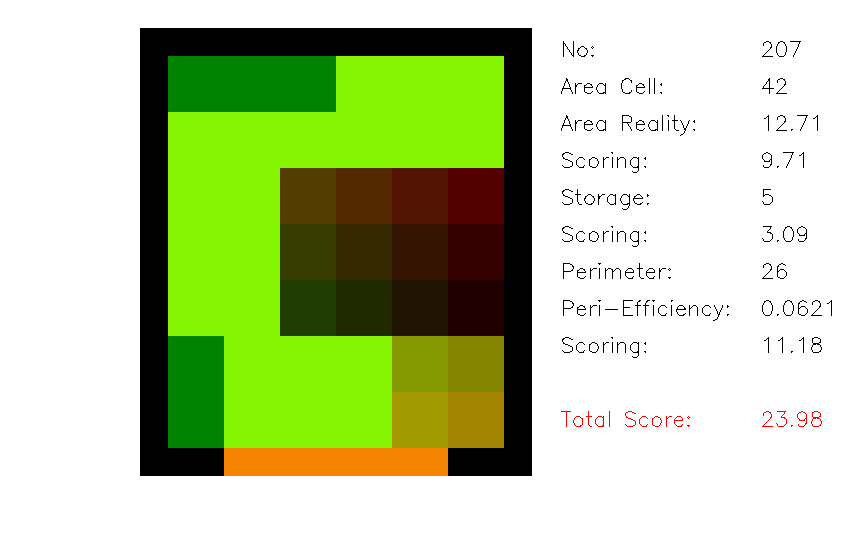 No: 207
Area Cell: 42
Area Reality: 12.71
Scoring: 9.71
Storage: 5
Scoring: 3.09
Perimeter: 26
Peri-Efficiency: 0.0621
Scoring: 11.18
Total Score: 23.98